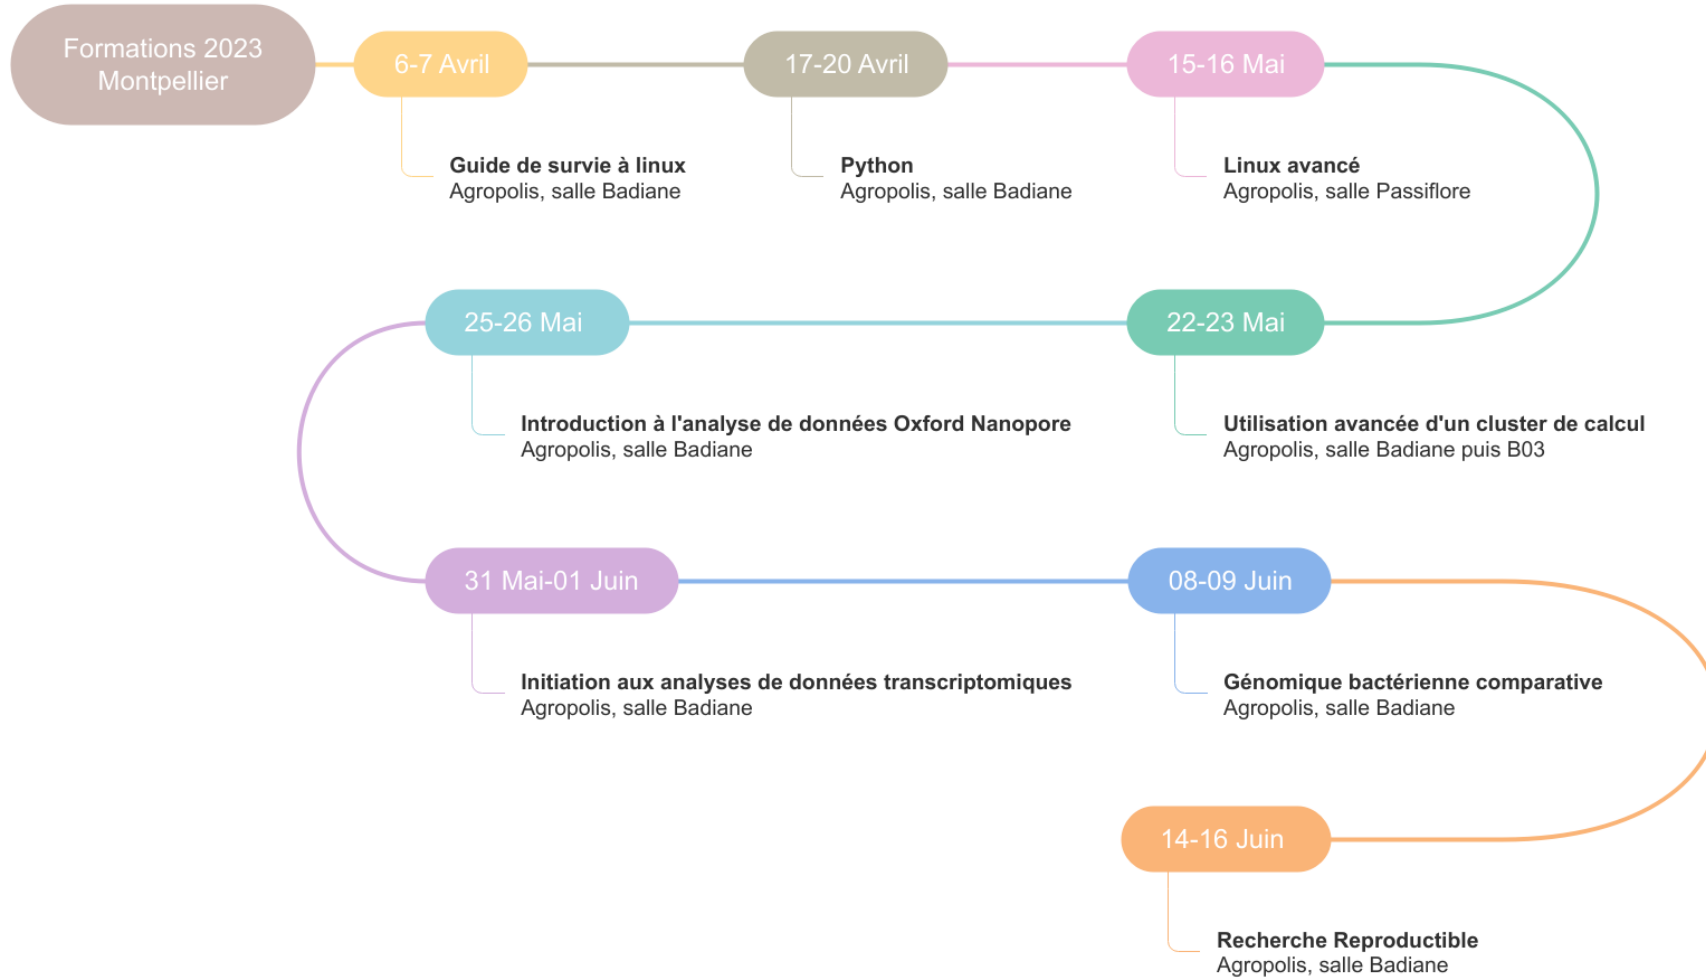 Formations 2023
Montpellier
6-7 Avril
17-20 Avril
15-16 Mai
Guide de survie à linux
Agropolis, salle Badiane
Python
Agropolis, salle Badiane
Linux avancé
Agropolis, salle Passiflore
22-23 Mai
Utilisation avancée d'un cluster de calcul
Agropolis, salle Badiane puis B03
25-26 Mai
Introduction à l'analyse de données Oxford Nanopore
Agropolis, salle Badiane
31 Mai-01 Juin
Initiation aux analyses de données transcriptomiques
Agropolis, salle Badiane
08-09 Juin
Génomique bactérienne comparative
Agropolis, salle Badiane
14-16 Juin
Recherche Reproductible
Agropolis, salle Badiane